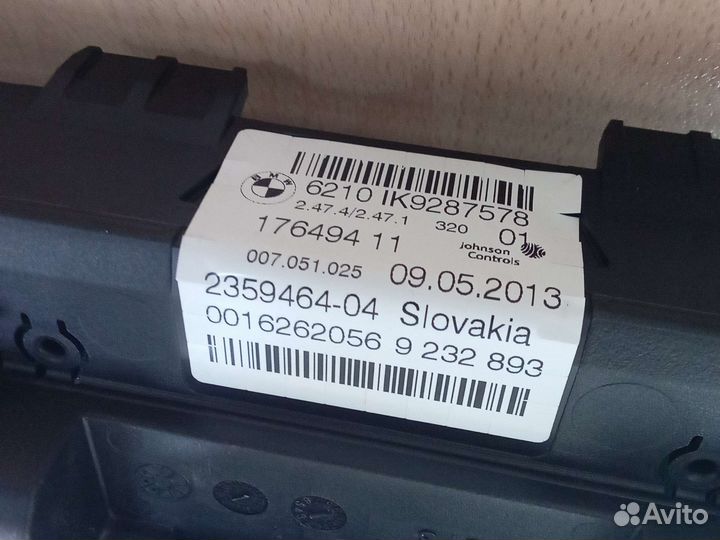 BMW
6210 IK9287578
2.47.4/2.47.1 320 01
176494 11
Johnson Controls
007.051.025 09.05.2013
2359464-04 Slovakia
0016262056 9 232 893
Avito